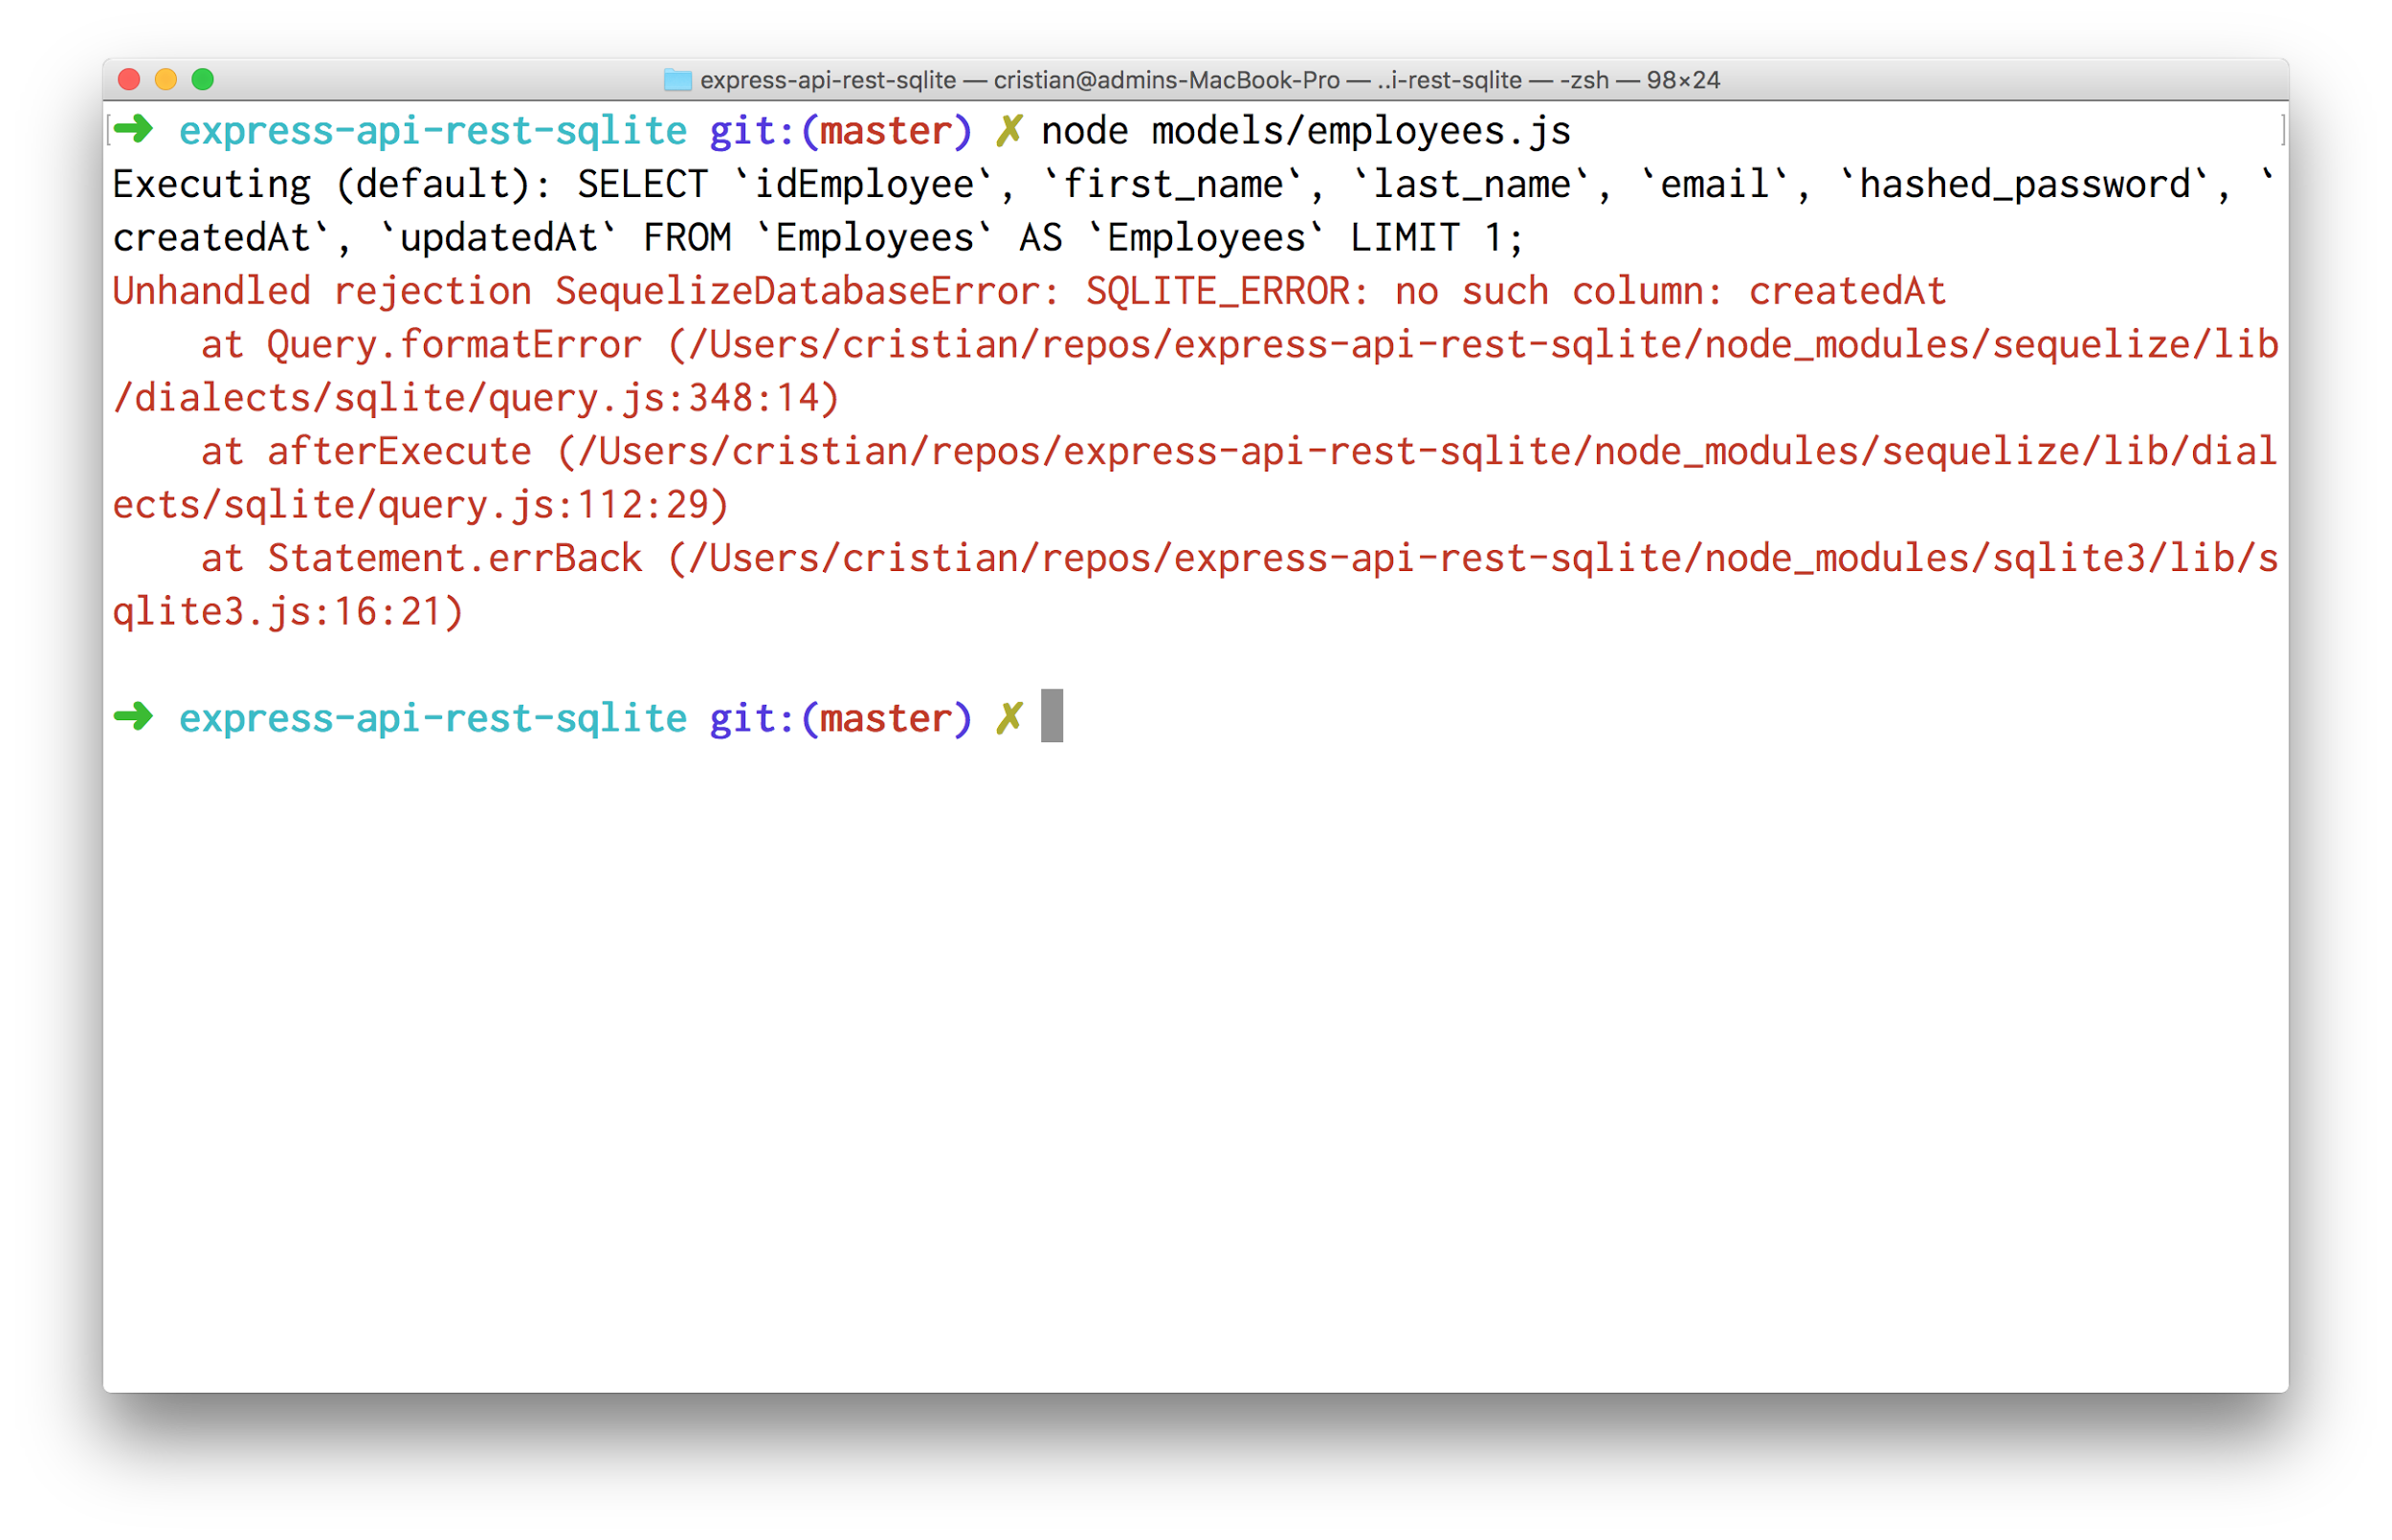 express-api-rest-sqlite — cristian@admins-MacBook-Pro — ..i-rest-sqlite — -zsh — 98×24
[➜ express-api-rest-sqlite git:(master) ✗ node models/employees.js ]
Executing (default): SELECT `idEmployee`, `first_name`, `last_name`, `email`, `hashed_password`, `
createdAt`, `updatedAt` FROM `Employees` AS `Employees` LIMIT 1;
Unhandled rejection SequelizeDatabaseError: SQLITE_ERROR: no such column: createdAt
    at Query.formatError (/Users/cristian/repos/express-api-rest-sqlite/node_modules/sequelize/lib
/dialects/sqlite/query.js:348:14)
    at afterExecute (/Users/cristian/repos/express-api-rest-sqlite/node_modules/sequelize/lib/dial
ects/sqlite/query.js:112:29)
    at Statement.errBack (/Users/cristian/repos/express-api-rest-sqlite/node_modules/sqlite3/lib/s
qlite3.js:16:21)
➜ express-api-rest-sqlite git:(master) ✗